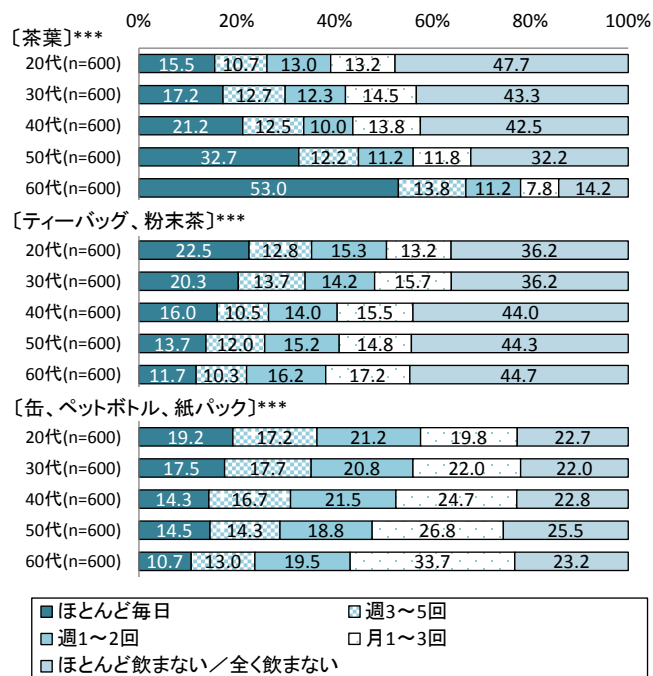 0% 20% 40% 60% 80% 100%
〔茶葉〕***
20代(n=600) 15.5 10.7 13.0 13.2 47.7
30代(n=600) 17.2 12.7 12.3 14.5 43.3
40代(n=600) 21.2 12.5 10.0 13.8 42.5
50代(n=600) 32.7 12.2 11.2 11.8 32.2
60代(n=600) 53.0 13.8 11.2 7.8 14.2
〔ティーバッグ、粉末茶〕***
20代(n=600) 22.5 12.8 15.3 13.2 36.2
30代(n=600) 20.3 13.7 14.2 15.7 36.2
40代(n=600) 16.0 10.5 14.0 15.5 44.0
50代(n=600) 13.7 12.0 15.2 14.8 44.3
60代(n=600) 11.7 10.3 16.2 17.2 44.7
〔缶、ペットボトル、紙パック〕***
20代(n=600) 19.2 17.2 21.2 19.8 22.7
30代(n=600) 17.5 17.7 20.8 22.0 22.0
40代(n=600) 14.3 16.7 21.5 24.7 22.8
50代(n=600) 14.5 14.3 18.8 26.8 25.5
60代(n=600) 10.7 13.0 19.5 33.7 23.2
ほとんど毎日 週3～5回
週1～2回 月1～3回
ほとんど飲まない／全く飲まない